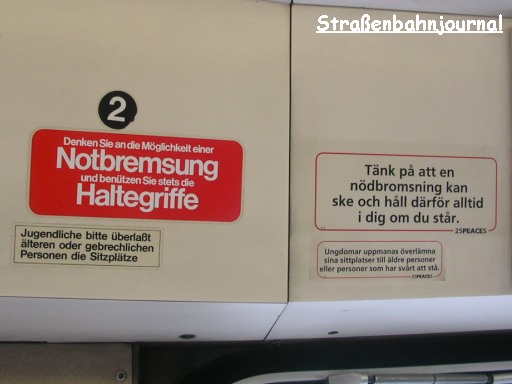 Straßenbahnjournal
2
Denken Sie an die Möglichkeit einer
Notbremsung
und benützen Sie stets die
Haltegriffe
Jugendliche bitte überlaßt
älteren oder gebrechlichen
Personen die Sitzplätze
Tänk på att en
nödbromsning kan
ske och håll därför alltid
i dig om du står.
25PEACES
Ungdomar uppmanas överlämna
sina sittplatser till äldre personer
eller personer som har svårt att stå.
25PEACES